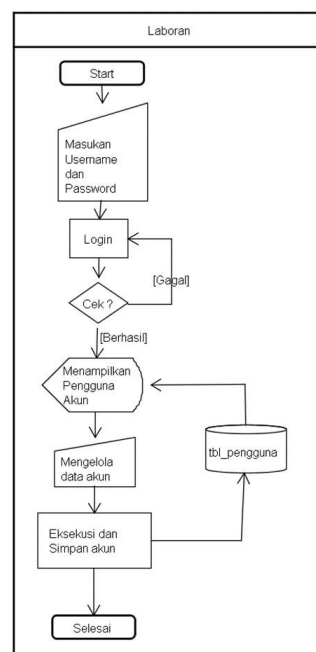 Laboran
Start
Masukan
Username
dan
Password
Login
[Gagal]
Cek ?
[Berhasil]
Menampilkan
Pengguna
Akun
tbl_pengguna
Mengelola
data akun
Eksekusi dan
Simpan akun
Selesai